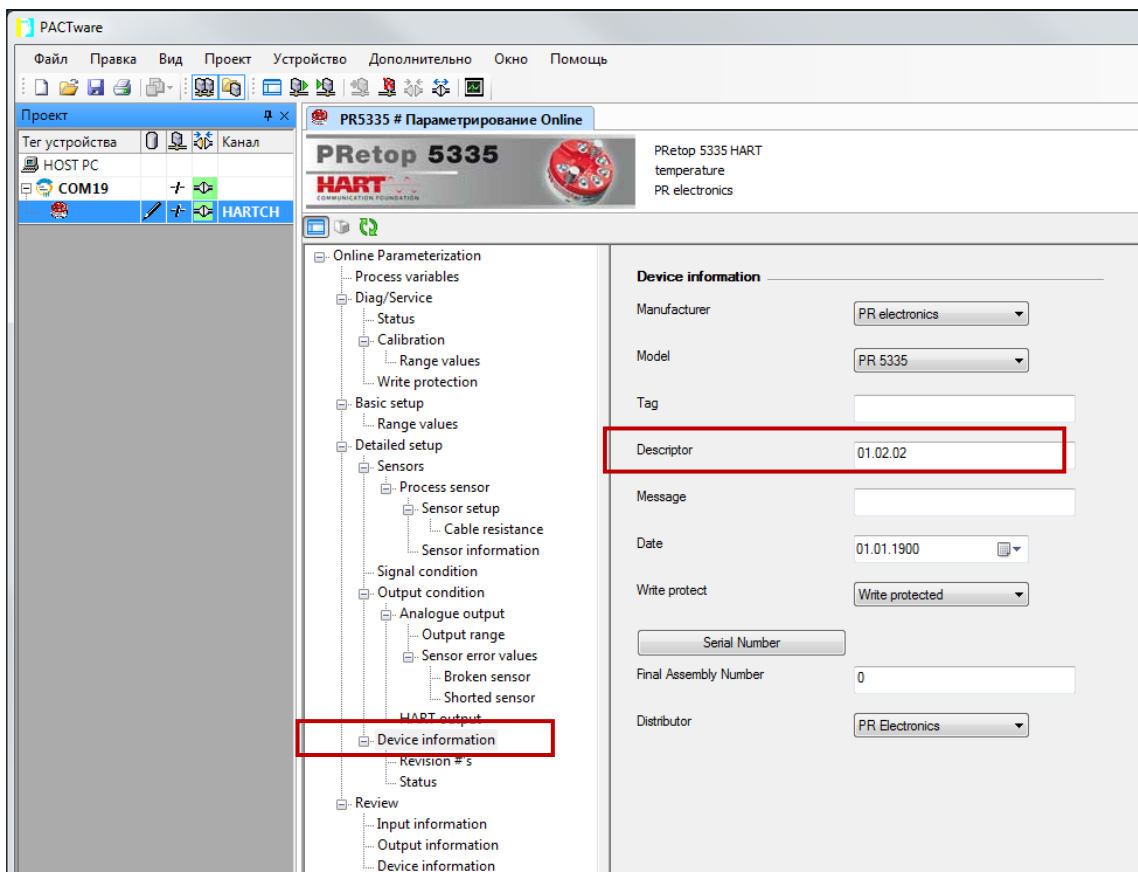 PACTware
Файл Правка Вид Проект Устройство Дополнительно Окно Помощь
Проект
Тег устройства Канал
HOST PC
COM19
HARTCH
PR5335 # Параметрирование Online
PRetop 5335
HART
COMMUNICATION FOUNDATION
PRetop 5335 HART
temperature
PR electronics
Online Parameterization
Process variables
Diag/Service
Status
Calibration
Range values
Write protection
Basic setup
Range values
Detailed setup
Sensors
Process sensor
Sensor setup
Cable resistance
Sensor information
Signal condition
Output condition
Analogue output
Output range
Sensor error values
Broken sensor
Shorted sensor
HART output
Device information
Revision #'s
Status
Review
Input information
Output information
Device information
Device information
Manufacturer PR electronics
Model PR 5335
Tag
Descriptor 01.02.02
Message
Date 01.01.1900
Write protect Write protected
Serial Number
Final Assembly Number 0
Distributor PR Electronics